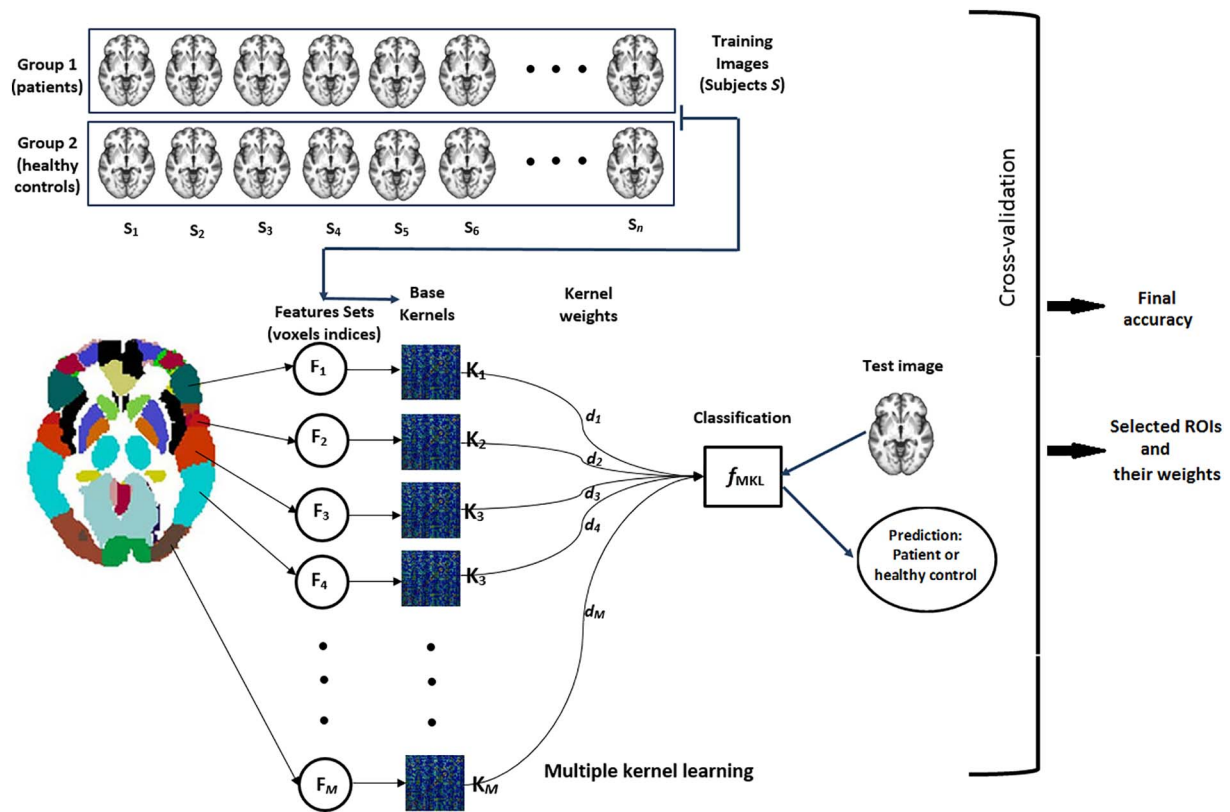 Group 1
(patients)
Training
Images
(Subjects S)
Group 2
(healthy
controls)
S1 S2 S3 S4 S5 S6 Sn
Cross-validation
Features Sets
(voxels indices)
Base
Kernels
Kernel
weights
F1 K1 d1
F2 K2 d2
F3 K3 d3
F4 K3 d4
FM KM dM
Classification
fMKL
Test image
Prediction:
Patient or
healthy control
Multiple kernel learning
Final
accuracy
Selected ROIs
and
their weights